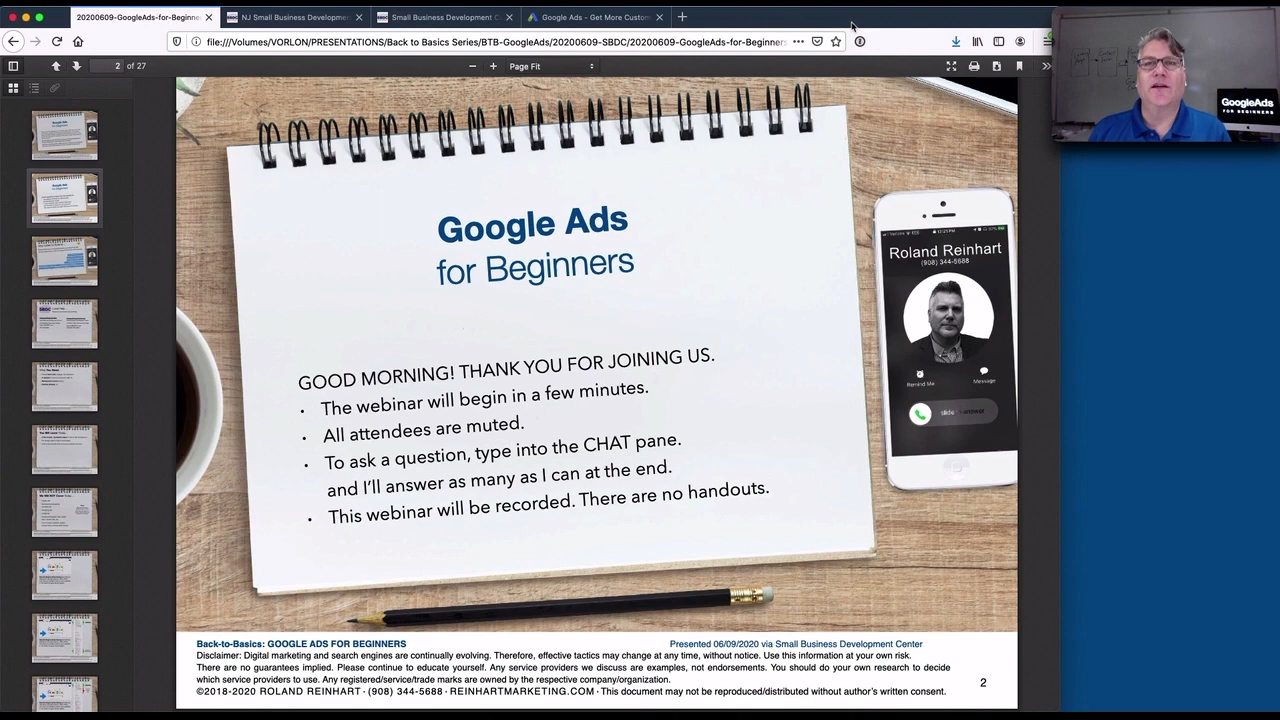 20200609-GoogleAds-for-Beginne
NJ Small Business Developmen
Small Business Development C
Google Ads - Get More Custom
file:///Volumes/VORLON/PRESENTATIONS/Back to Basics Series/BTB-GoogleAds/20200609-SBDC/20200609-GoogleAds-for-Beginners
2 of 27
Page Fit
GoogleAds
FOR BEGINNERS
Google Ads
for Beginners
GOOD MORNING! THANK YOU FOR JOINING US.
• The webinar will begin in a few minutes.
• All attendees are muted.
• To ask a question, type into the CHAT pane.
and I'll answer as many as I can at the end.
• This webinar will be recorded. There are no handouts.
Roland Reinhart
(908) 344-5688
Remind Me
Message
slide to answer
Back-to-Basics: GOOGLE ADS FOR BEGINNERS
Presented 06/09/2020 via Small Business Development Center
Disclaimer: Digital marketing and search engines are continually evolving. Therefore, effective tactics may change at any time, without notice. Use this information at your own risk.
There are no guarantees implied. Please continue to educate yourself. Any service providers we discuss are examples, not endorsements. You should do your own research to decide
which service providers to use. Any registered/service/trade marks are owned by the respective company/organization.
©2018-2020 ROLAND REINHART · (908) 344-5688 · REINHARTMARKETING.COM · This document may not be reproduced/distributed without author's written consent.
2